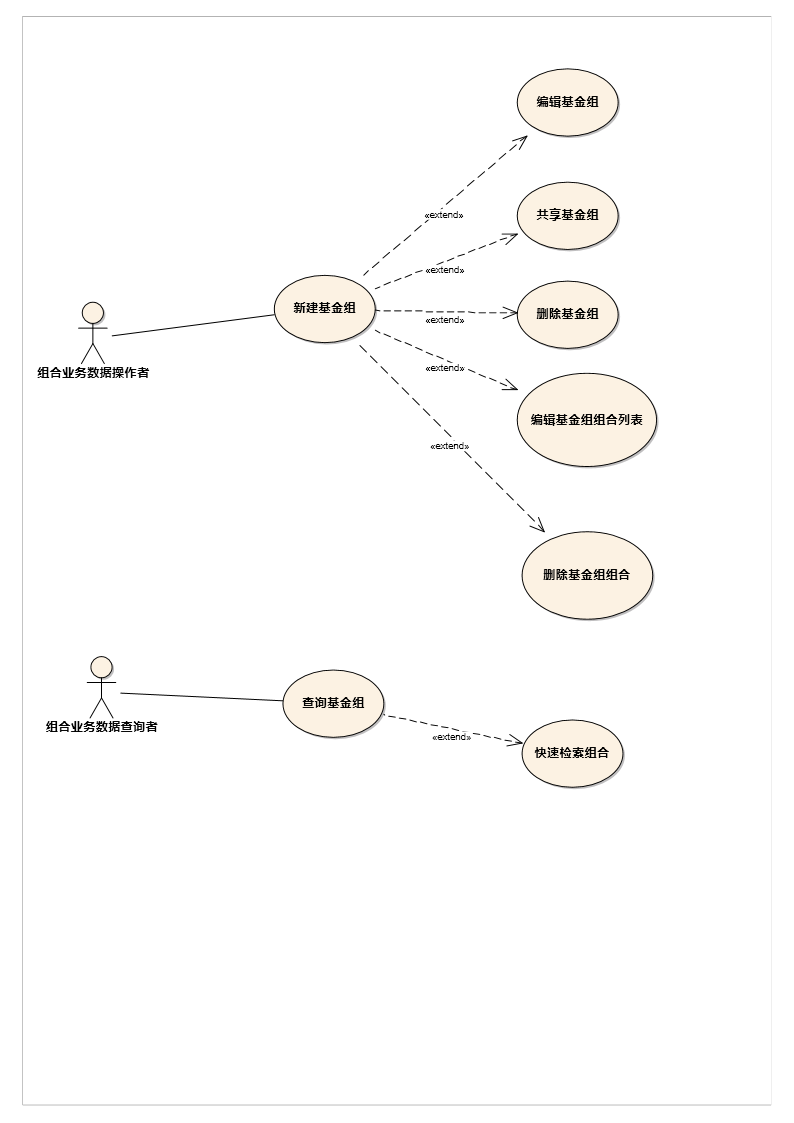 编辑基金组
«extend»
共享基金组
«extend»
新建基金组
删除基金组
«extend»
«extend»
组合业务数据操作者
编辑基金组组合列表
«extend»
删除基金组组合
查询基金组
组合业务数据查询者
«extend»
快速检索组合